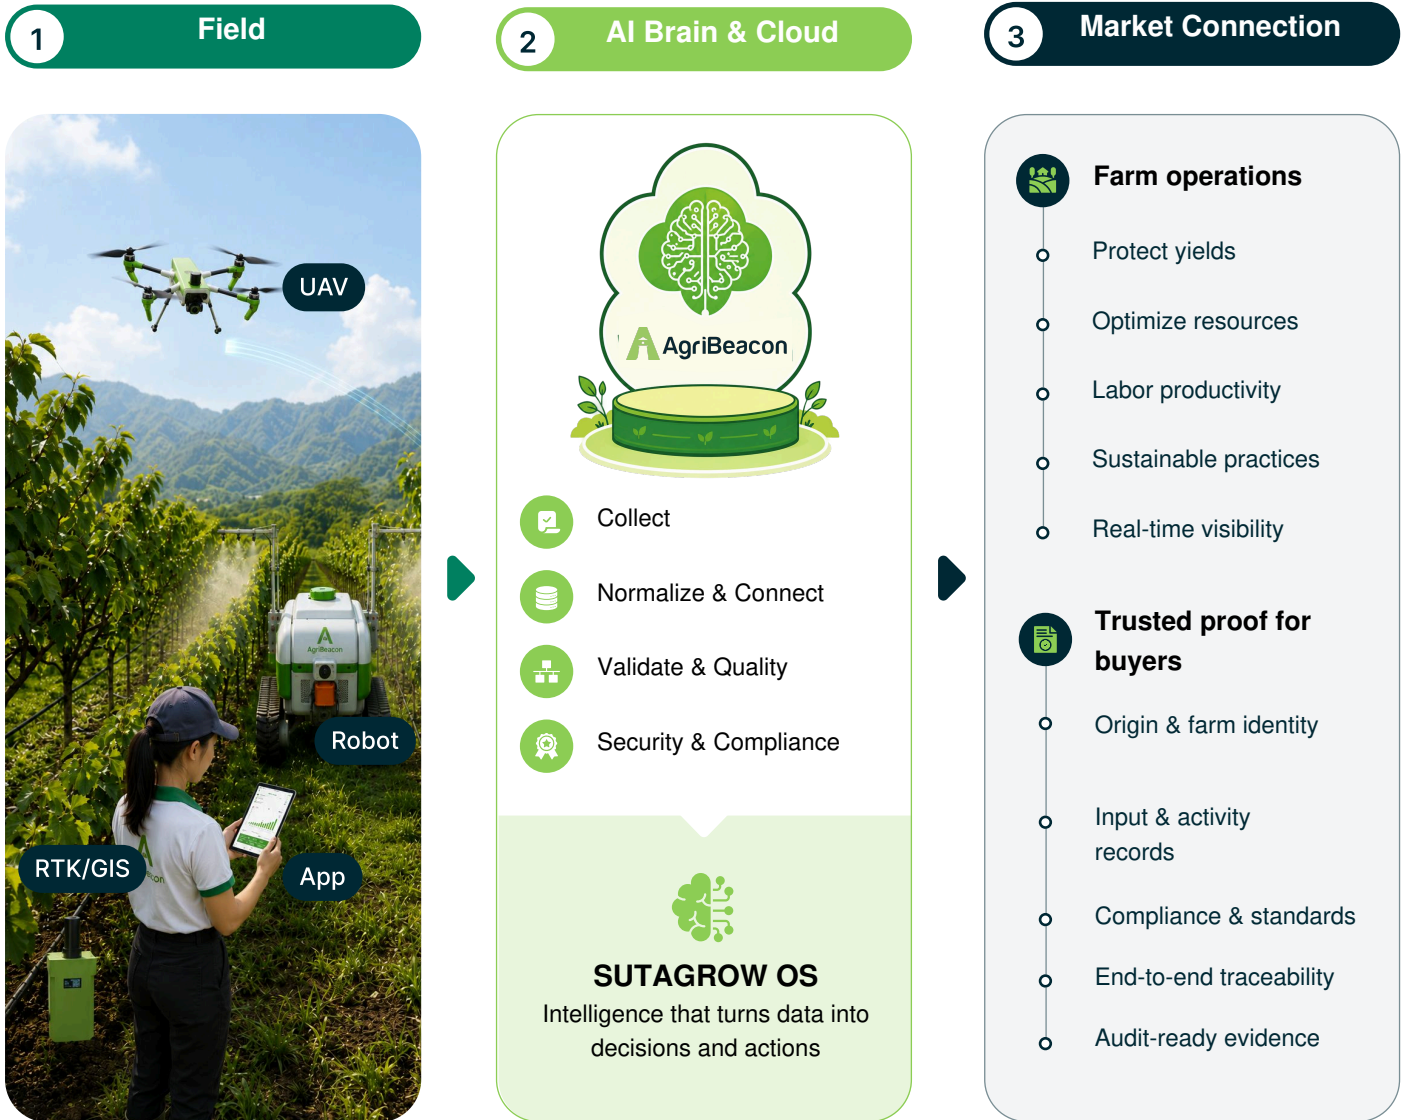 1
Field
2
AI Brain & Cloud
3
Market Connection
UAV
AgriBeacon
Robot
RTK/GIS
App
AgriBeacon
Collect
Normalize & Connect
Validate & Quality
Security & Compliance
SUTAGROW OS
Intelligence that turns data into
decisions and actions
Farm operations
Protect yields
Optimize resources
Labor productivity
Sustainable practices
Real-time visibility
Trusted proof for
buyers
Origin & farm identity
Input & activity
records
Compliance & standards
End-to-end traceability
Audit-ready evidence